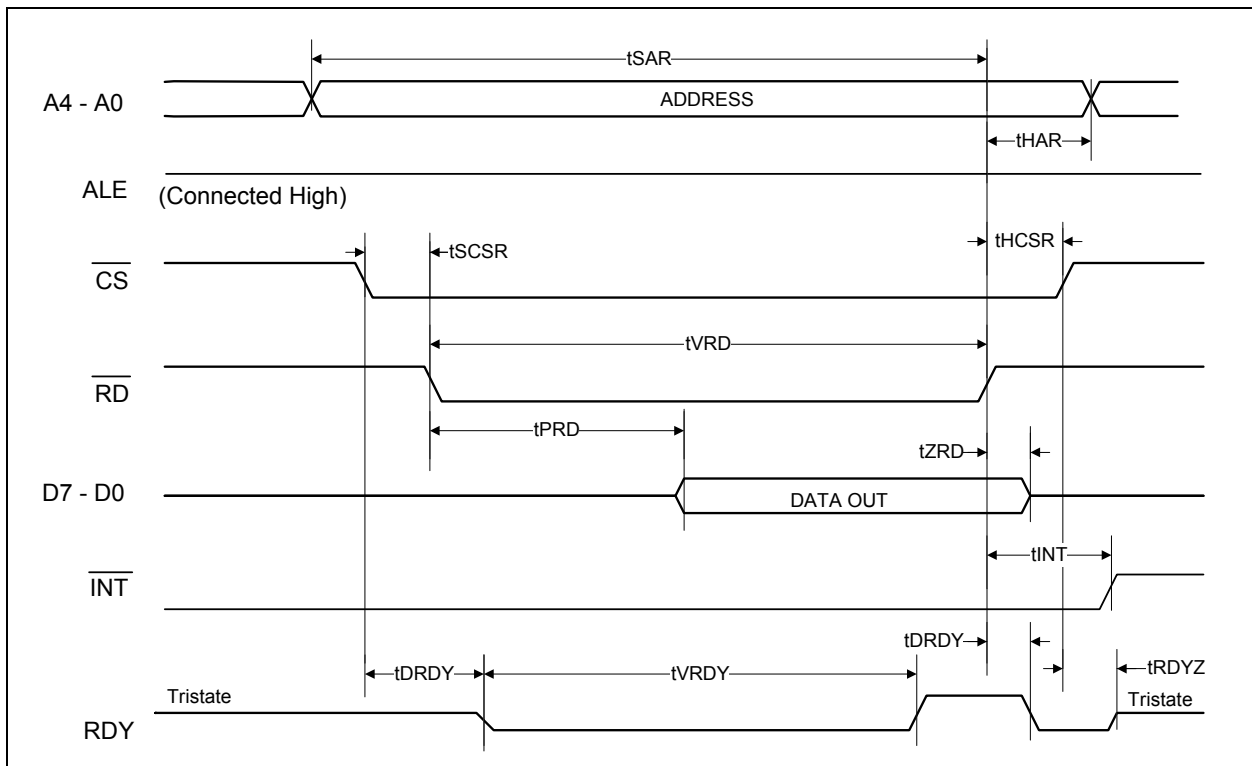 tSAR
A4 - A0
ADDRESS
tHAR
ALE
(Connected High)
tSCSR
tHCSR
CS
tVRD
RD
tPRD
tZRD
D7 - D0
DATA OUT
tINT
INT
tDRDY
tDRDY
tVRDY
tRDYZ
Tristate
Tristate
RDY